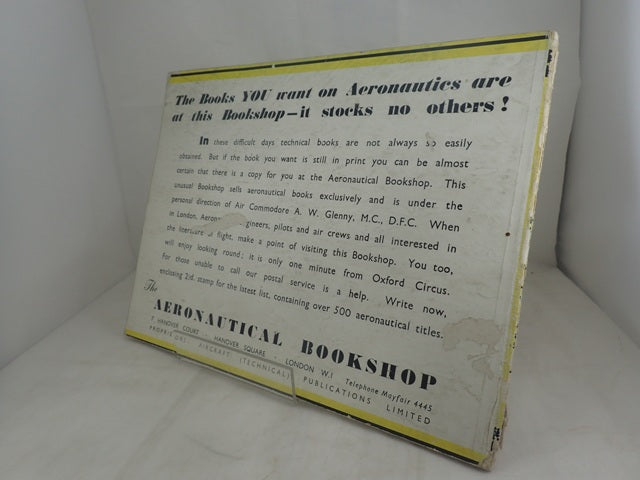 The Books YOU want on Aeronautics are
at this Bookshop—it stocks no others!
In these difficult days technical books are not always so easily
obtained. But if the book you want is still in print you can be almost
certain that there is a copy for you at the Aeronautical Bookshop. This
unusual Bookshop sells aeronautical books exclusively and is under the
personal direction of Air Commodore A. W. Glenny, M.C., D.F.C. When
in London, Aeron gineers, pilots and air crews and all interested in
the literature of flight, make a point of visiting this Bookshop. You too,
will enjoy looking round; it is only one minute from Oxford Circus.
For those unable to call our postal service is a help. Write now,
enclosing 2½d. stamp for the latest list, containing over 500 aeronautical titles.
The
AERONAUTICAL BOOKSHOP
7 HANOVER COURT · HANOVER SQUARE · LONDON W.1 Telephone Mayfair 4445
PROPRIETORS: AIRCRAFT (TECHNICAL) PUBLICATIONS LIMITED